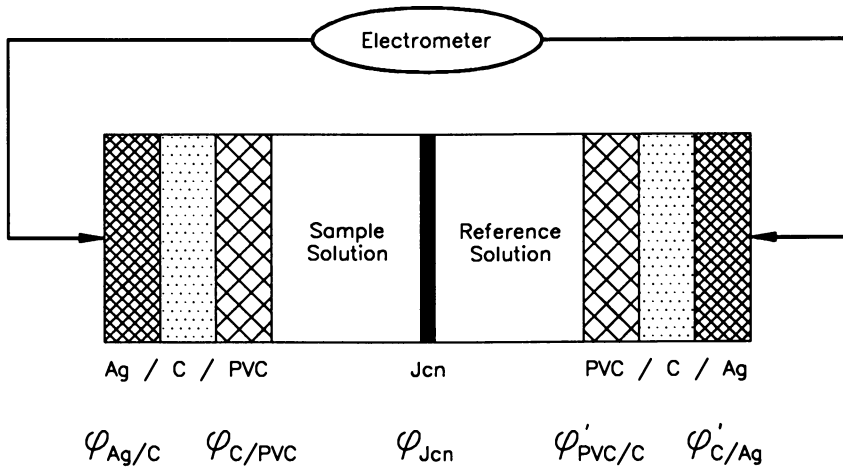 Electrometer
Sample Solution
Reference Solution
Ag / C / PVC Jcn PVC / C / Ag
φAg/C φC/PVC φJcn φ'PVC/C φ'C/Ag